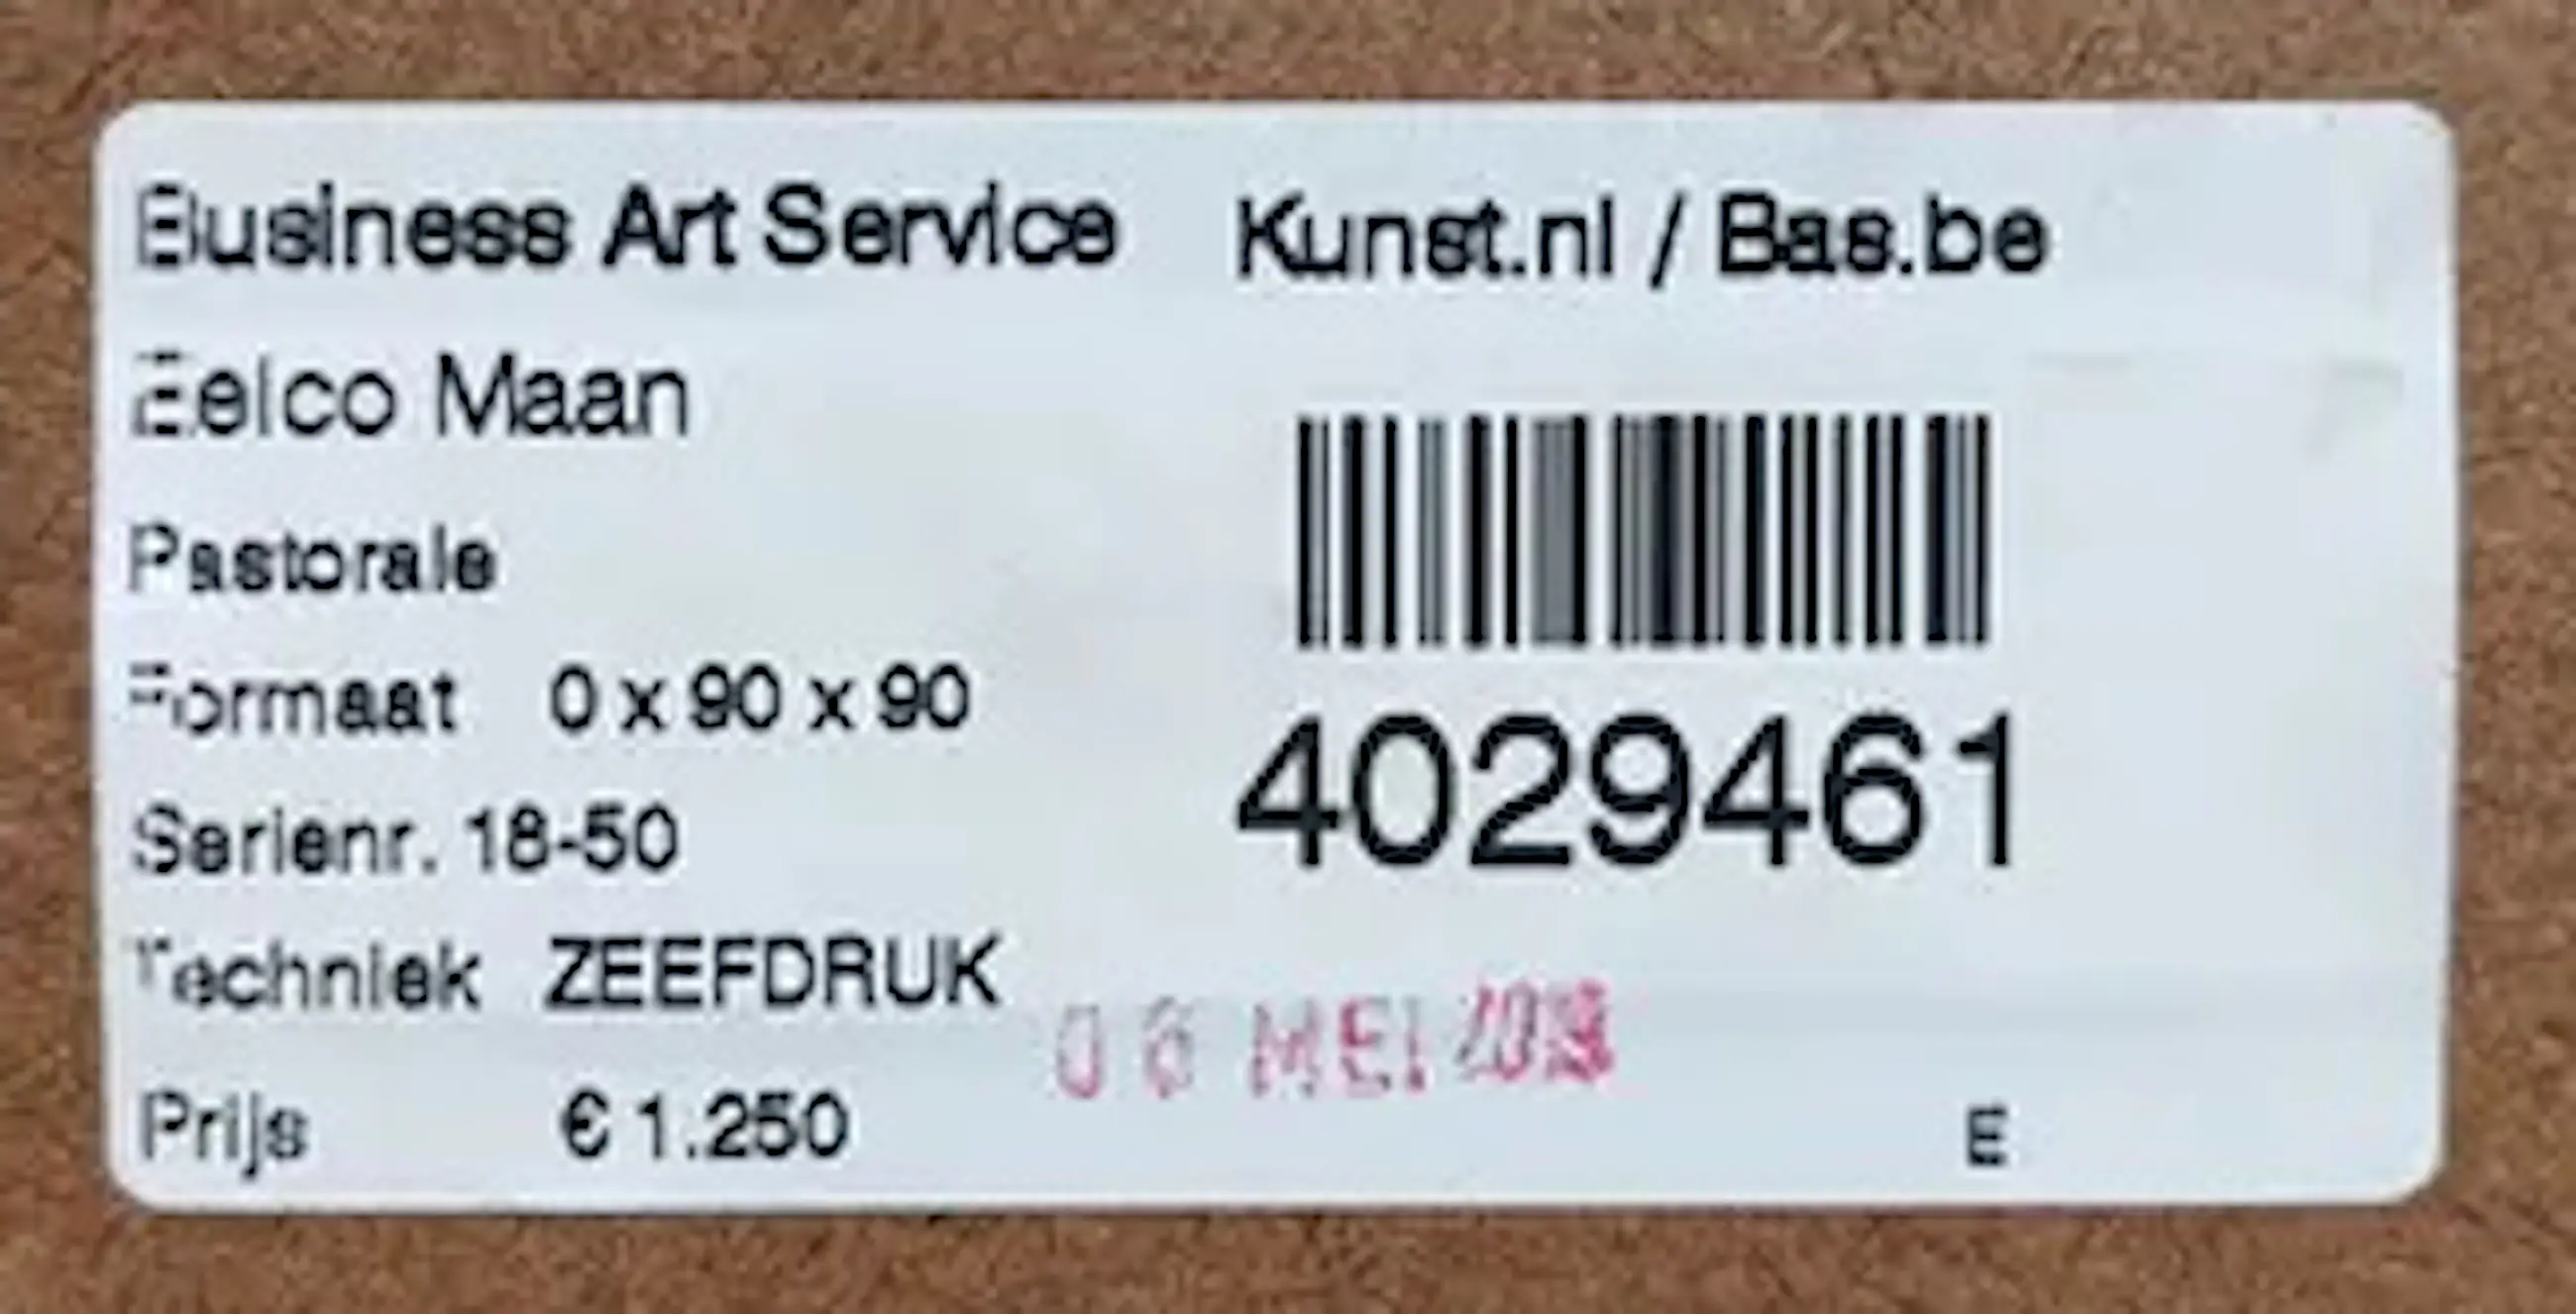 Business Art Service Kunst.nl / Bas.be
Eelco Maan
Pastorale
Formaat 0 x 90 x 90
4029461
Serienr. 18-50
Techniek ZEEFDRUK
06 MEI
Prijs € 1.250
E